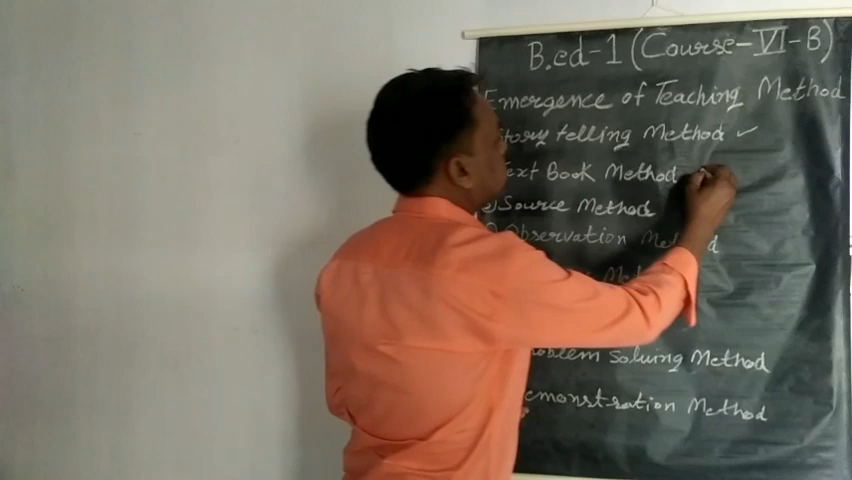 B.ed-1 (Course-VI-B)
Emergence of Teaching Method
Story telling Method ✓
Text Book Method
Source Method
Observation Method
Solving Method
Demonstration Method